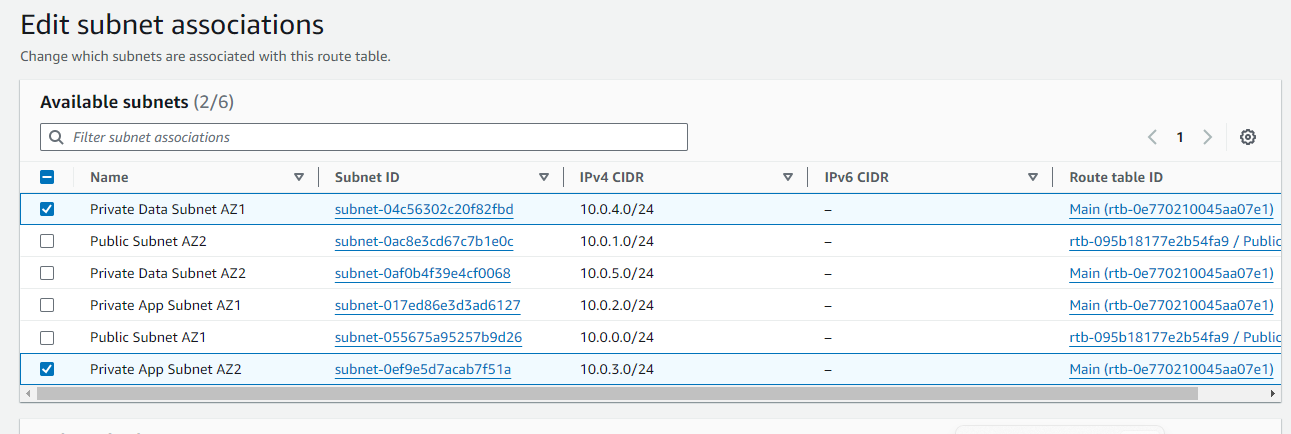 Edit subnet associations
Change which subnets are associated with this route table.
Available subnets (2/6)
Filter subnet associations
1
Name Subnet ID IPv4 CIDR IPv6 CIDR Route table ID
Private Data Subnet AZ1 subnet-04c56302c20f82fbd 10.0.4.0/24 – Main (rtb-0e770210045aa07e1)
Public Subnet AZ2 subnet-0ac8e3cd67c7b1e0c 10.0.1.0/24 – rtb-095b18177e2b54fa9 / Public
Private Data Subnet AZ2 subnet-0af0b4f39e4cf0068 10.0.5.0/24 – Main (rtb-0e770210045aa07e1)
Private App Subnet AZ1 subnet-017ed86e3d3ad6127 10.0.2.0/24 – Main (rtb-0e770210045aa07e1)
Public Subnet AZ1 subnet-055675a95257b9d26 10.0.0.0/24 – rtb-095b18177e2b54fa9 / Public
Private App Subnet AZ2 subnet-0ef9e5d7acab7f51a 10.0.3.0/24 – Main (rtb-0e770210045aa07e1)